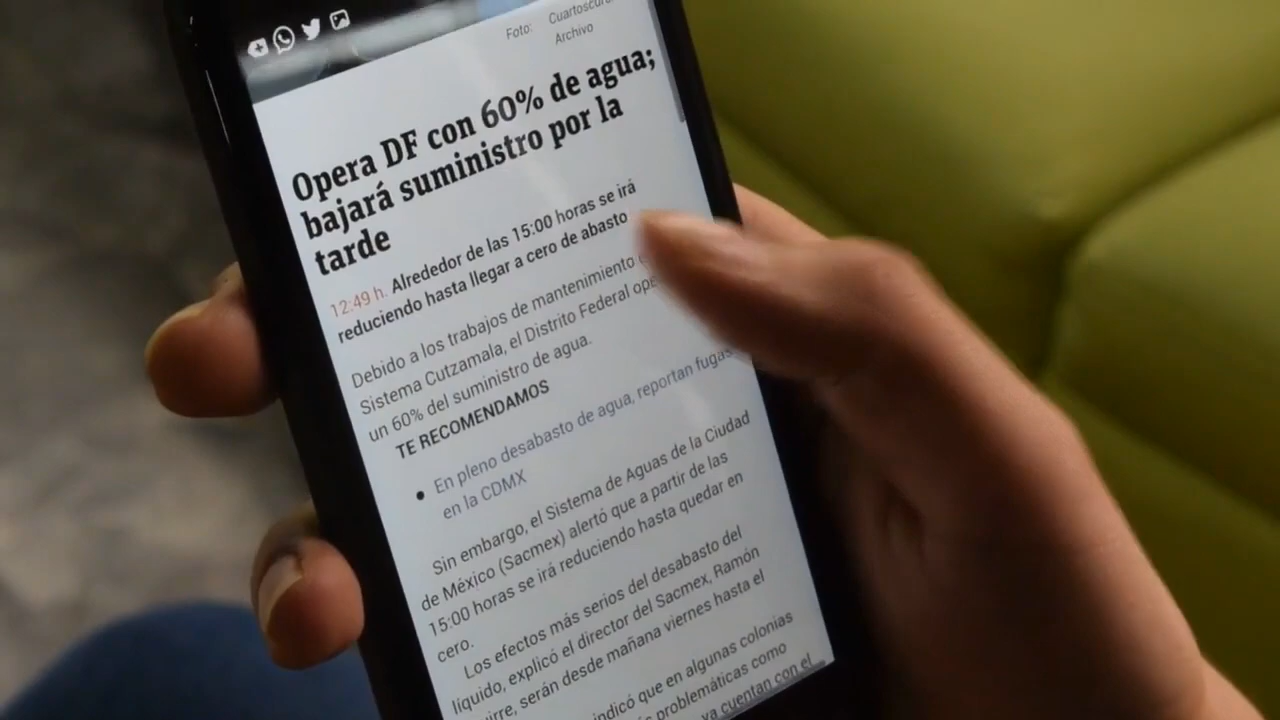 Foto: Cuartoscuro
Archivo
Opera DF con 60% de agua;
bajará suministro por la
tarde
12:49 h. Alrededor de las 15:00 horas se irá
reduciendo hasta llegar a cero de abasto
Debido a los trabajos de mantenimiento
Sistema Cutzamala, el Distrito Federal
un 60% del suministro de agua.
TE RECOMENDAMOS
• En pleno desabasto de agua, reportan fugas
en la CDMX
Sin embargo, el Sistema de Aguas de la Ciudad
de México (Sacmex) alertó que a partir de las
15:00 horas se irá reduciendo hasta quedar en
cero.
Los efectos más serios del desabasto del
líquido, explicó el director del Sacmex, Ramón
serán desde mañana viernes hasta el
indicó que en algunas colonias
problemáticas como
ya cuentan con el